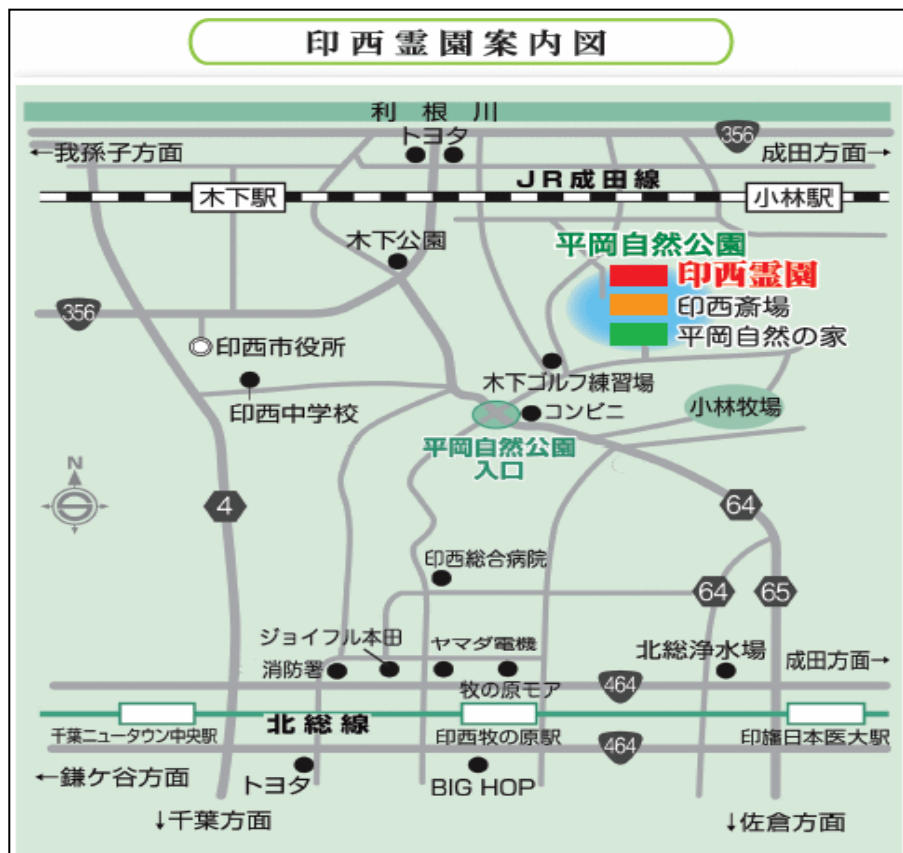 印西霊園案内図
利根川
トヨタ
356
←我孫子方面
成田方面→
JR成田線
木下駅
小林駅
木下公園
平岡自然公園
印西霊園
印西斎場
平岡自然の家
356
印西市役所
木下ゴルフ練習場
印西中学校
コンビニ
小林牧場
平岡自然公園
入口
N
4
64
印西総合病院
64
65
ジョイフル本田
ヤマダ電機
消防署
北総浄水場
成田方面→
牧の原モア
464
北総線
千葉ニュータウン中央駅
印西牧の原駅
464
印旛日本医大駅
←鎌ケ谷方面
トヨタ
BIG HOP
↓千葉方面
↓佐倉方面